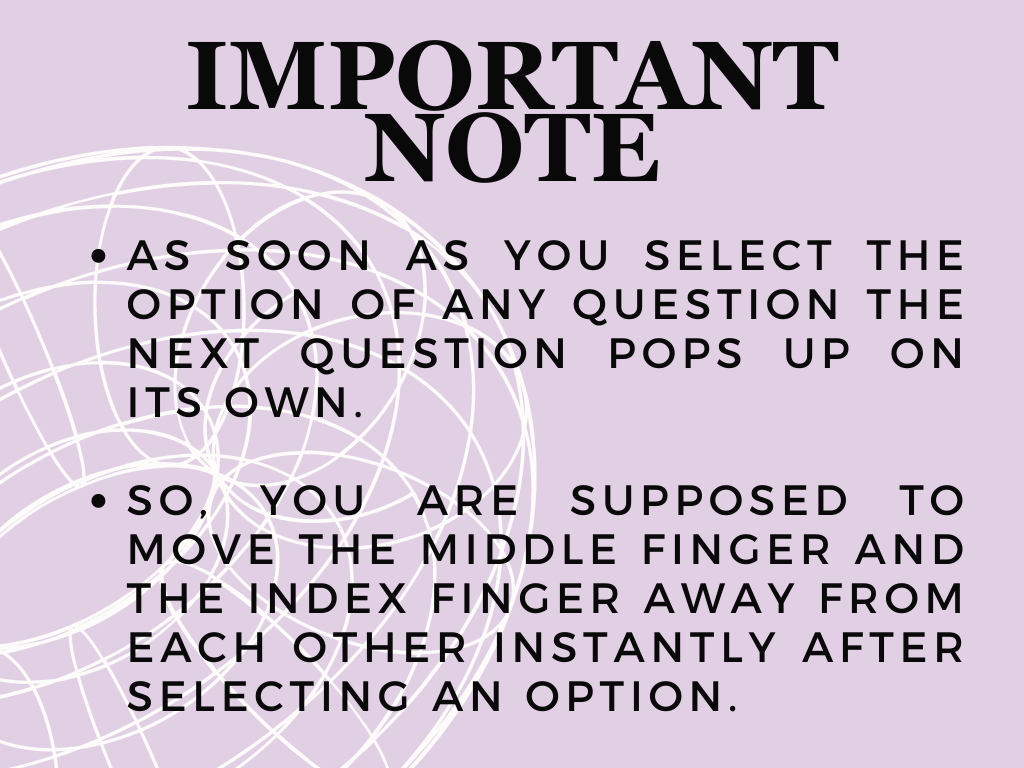 IMPORTANT
NOTE
• AS SOON AS YOU SELECT THE
OPTION OF ANY QUESTION THE
NEXT QUESTION POPS UP ON
ITS OWN.
• SO, YOU ARE SUPPOSED TO
MOVE THE MIDDLE FINGER AND
THE INDEX FINGER AWAY FROM
EACH OTHER INSTANTLY AFTER
SELECTING AN OPTION.